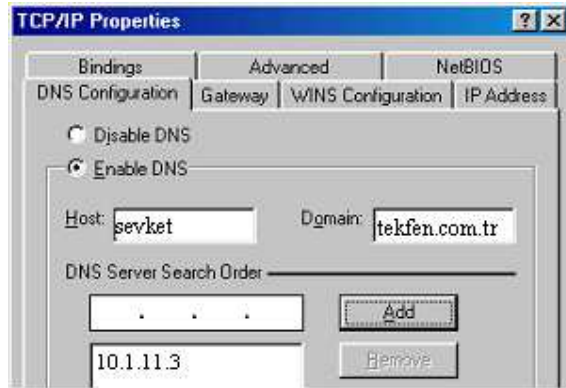 TCP/IP Properties
Bindings Advanced NetBIOS
DNS Configuration Gateway WINS Configuration IP Address
Disable DNS
Enable DNS
Host: sevket Domain: tekfen.com.tr
DNS Server Search Order
. . . Add
10.1.11.3 Remove